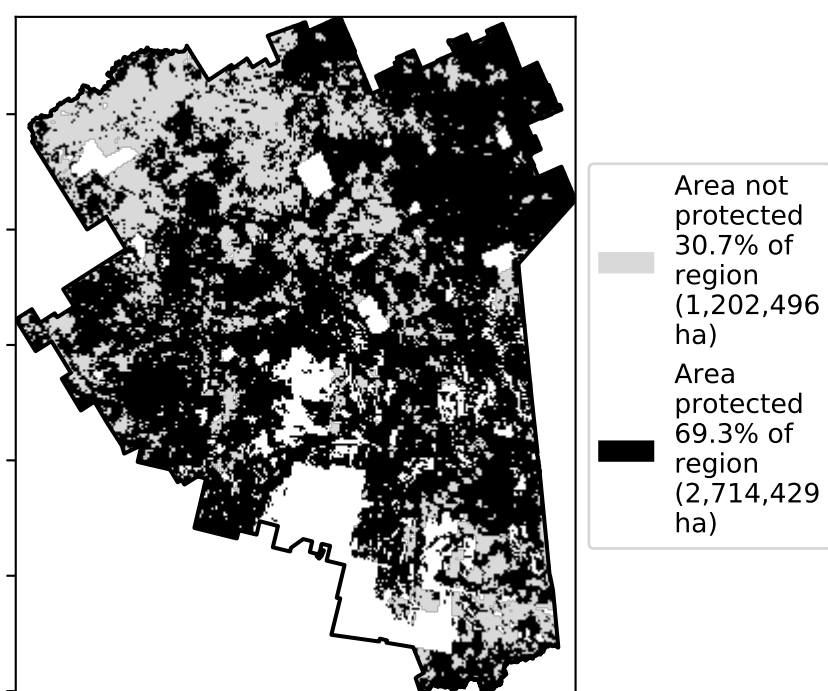 Area not
protected
30.7% of
region
(1,202,496
ha)
Area
protected
69.3% of
region
(2,714,429
ha)